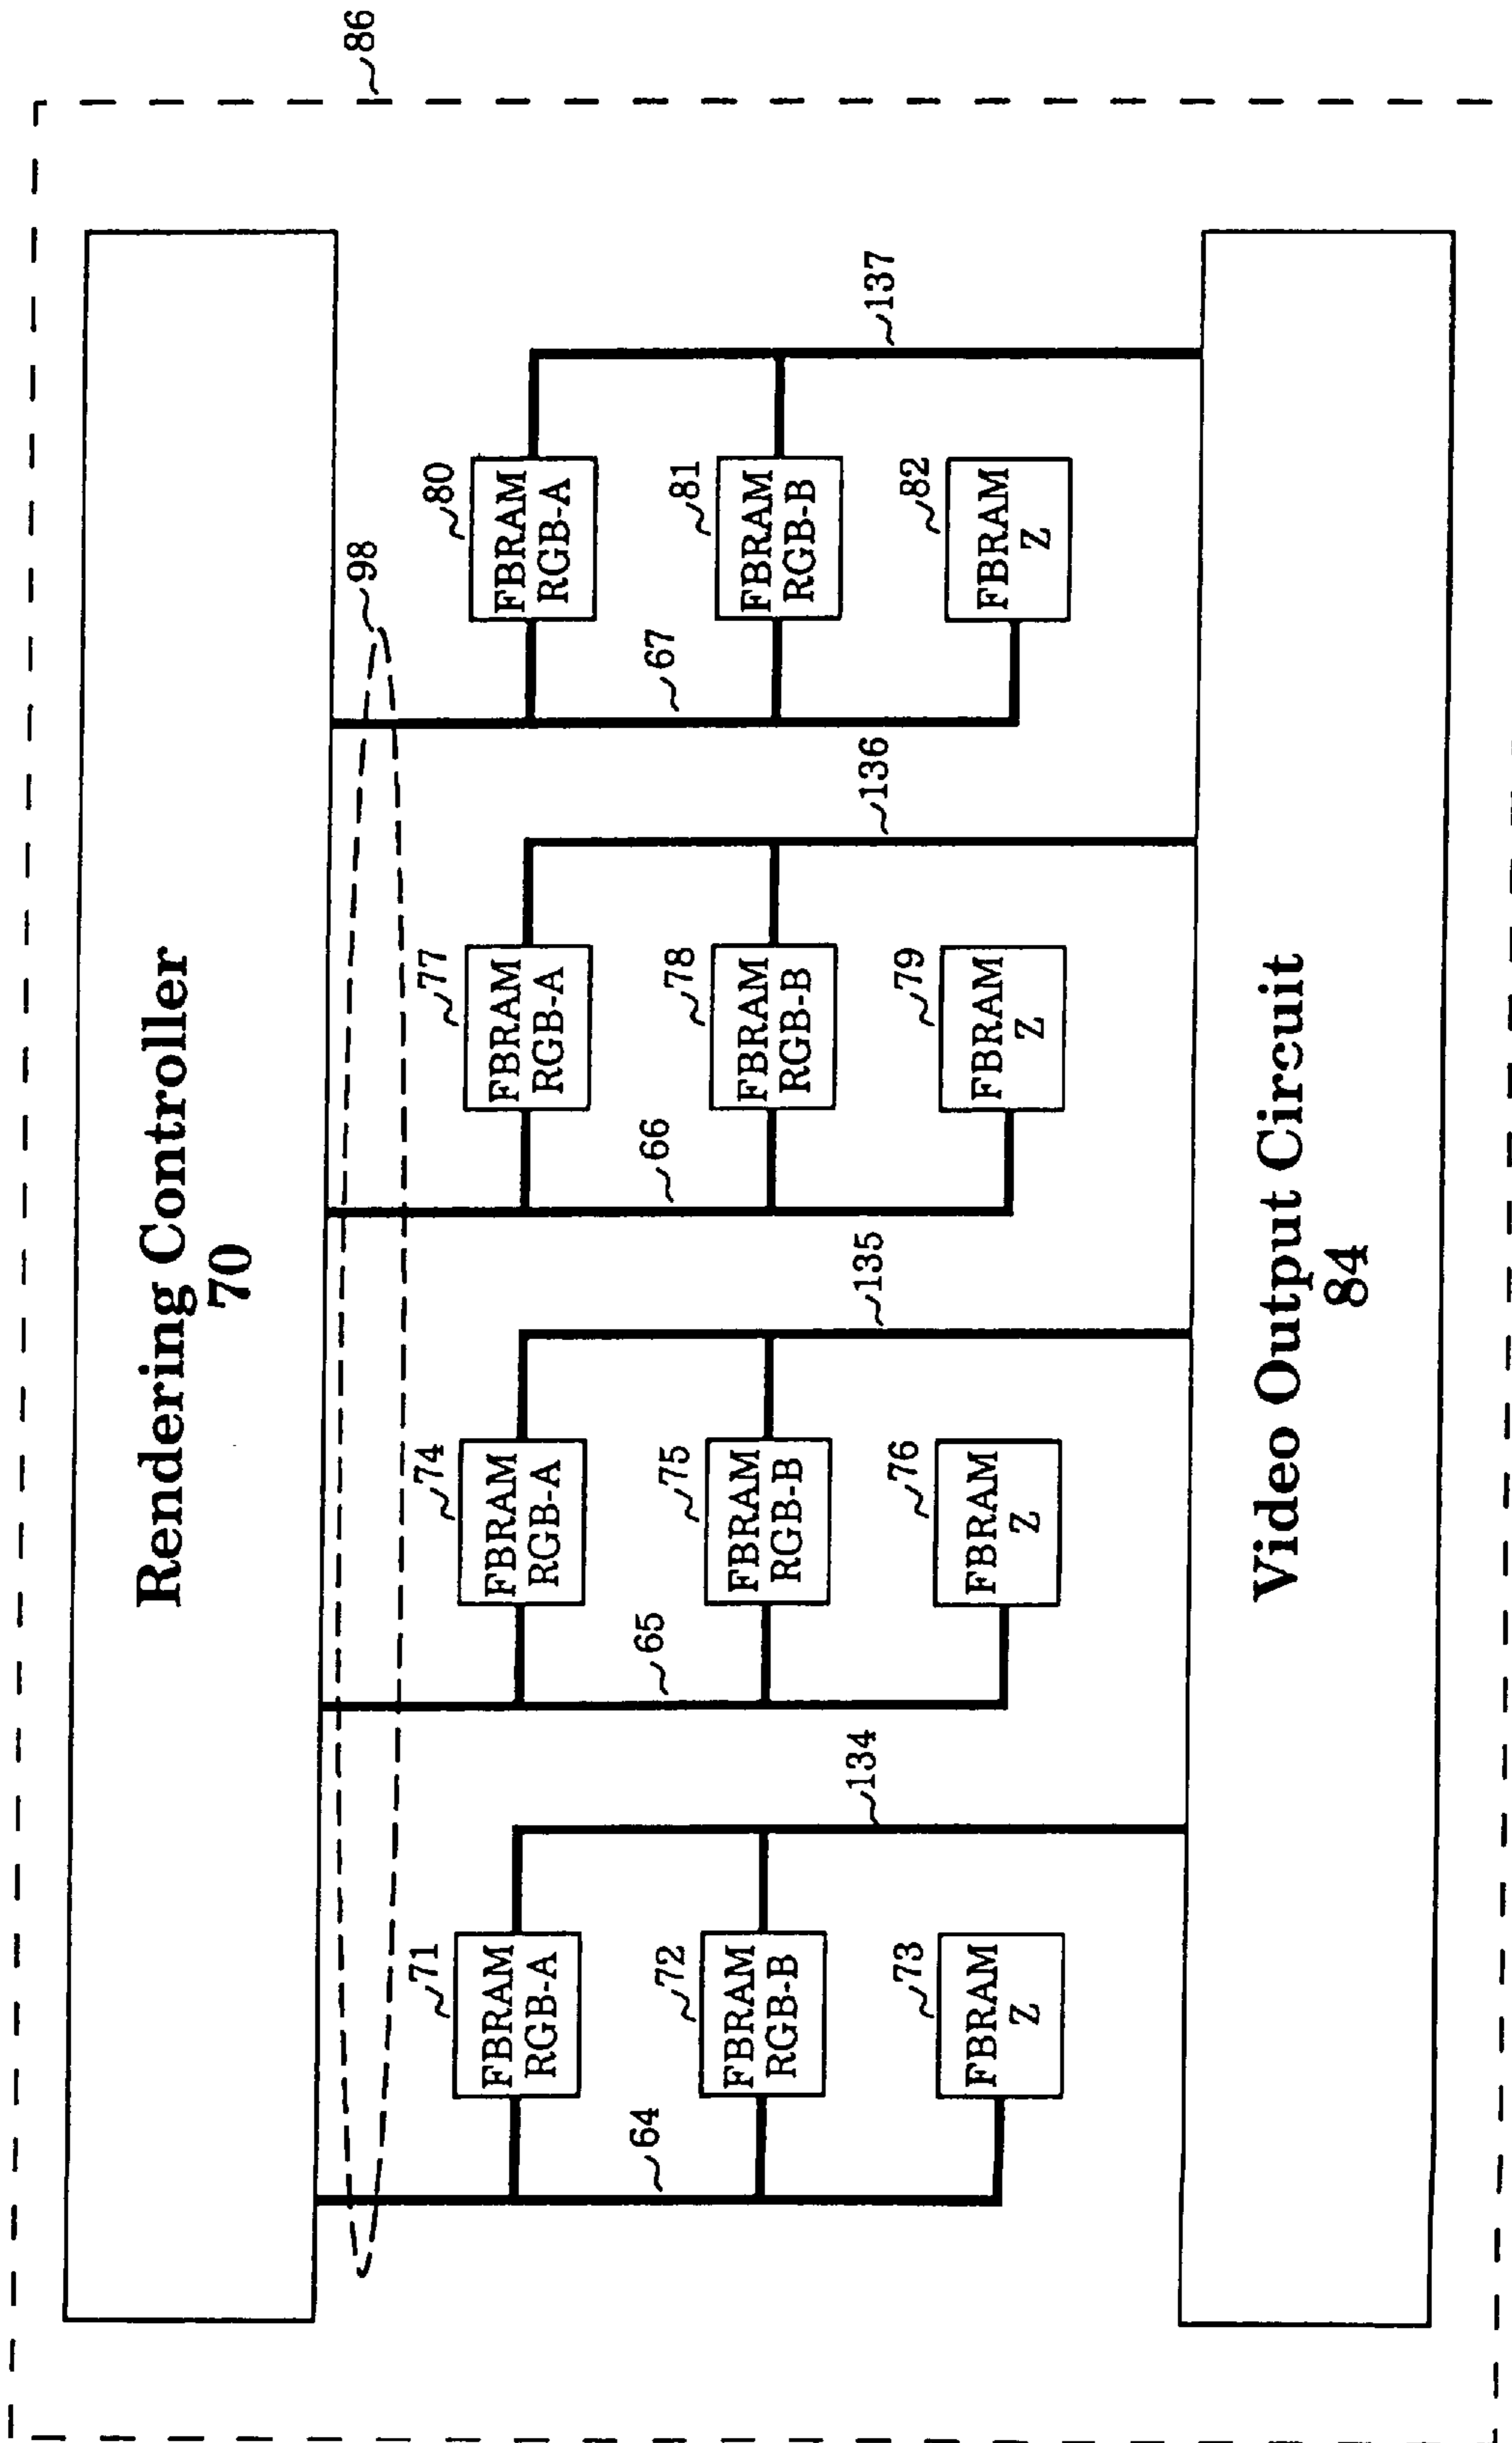 86
Rendering Controller
70
98
71
FBRAM
RGB-A
74
FBRAM
RGB-A
77
FBRAM
RGB-A
80
FBRAM
RGB-A
64
65
66
67
72
FBRAM
RGB-B
75
FBRAM
RGB-B
78
FBRAM
RGB-B
81
FBRAM
RGB-B
134
135
136
137
73
FBRAM
Z
76
FBRAM
Z
79
FBRAM
Z
82
FBRAM
Z
Video Output Circuit
84